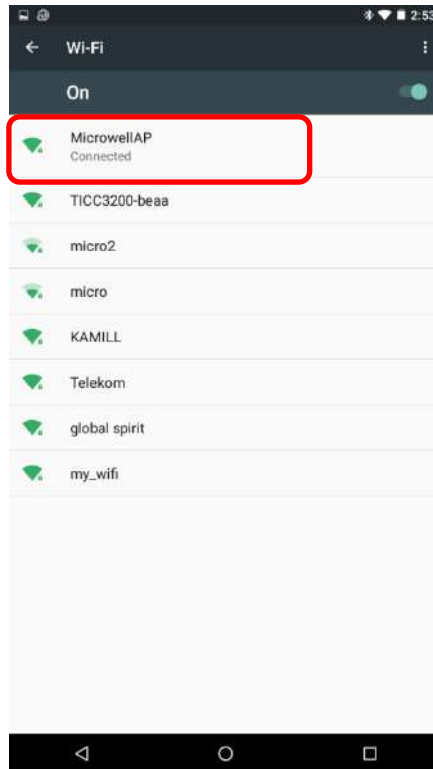 2:53
Wi-Fi
On
MicrowellAP
Connected
TICC3200-beaa
micro2
micro
KAMILL
Telekom
global spirit
my_wifi